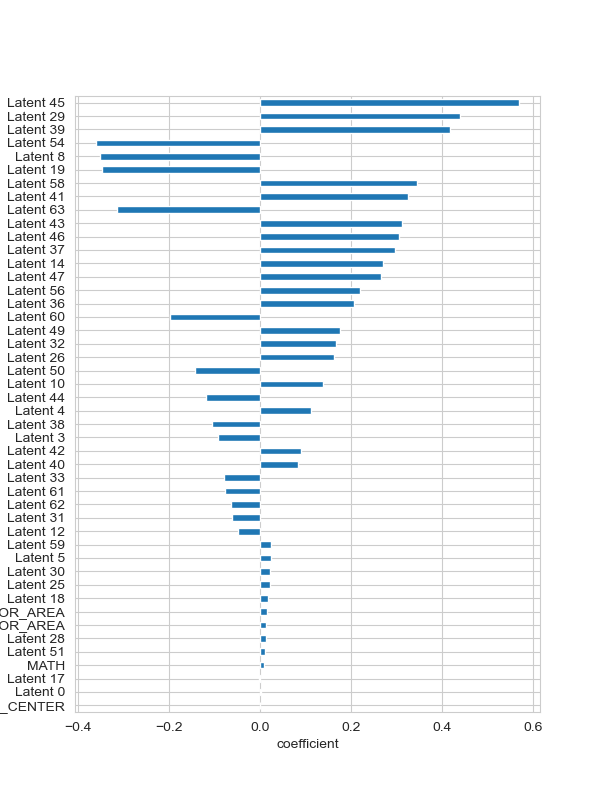 Latent 45
Latent 29
Latent 39
Latent 54
Latent 8
Latent 19
Latent 58
Latent 41
Latent 63
Latent 43
Latent 46
Latent 37
Latent 14
Latent 47
Latent 56
Latent 36
Latent 60
Latent 49
Latent 32
Latent 26
Latent 50
Latent 10
Latent 44
Latent 4
Latent 38
Latent 3
Latent 42
Latent 40
Latent 33
Latent 61
Latent 62
Latent 31
Latent 12
Latent 59
Latent 5
Latent 30
Latent 25
Latent 18
OR_AREA
OR_AREA
Latent 28
Latent 51
MATH
Latent 17
Latent 0
_CENTER
−0.4 −0.2 0.0 0.2 0.4 0.6
coefficient